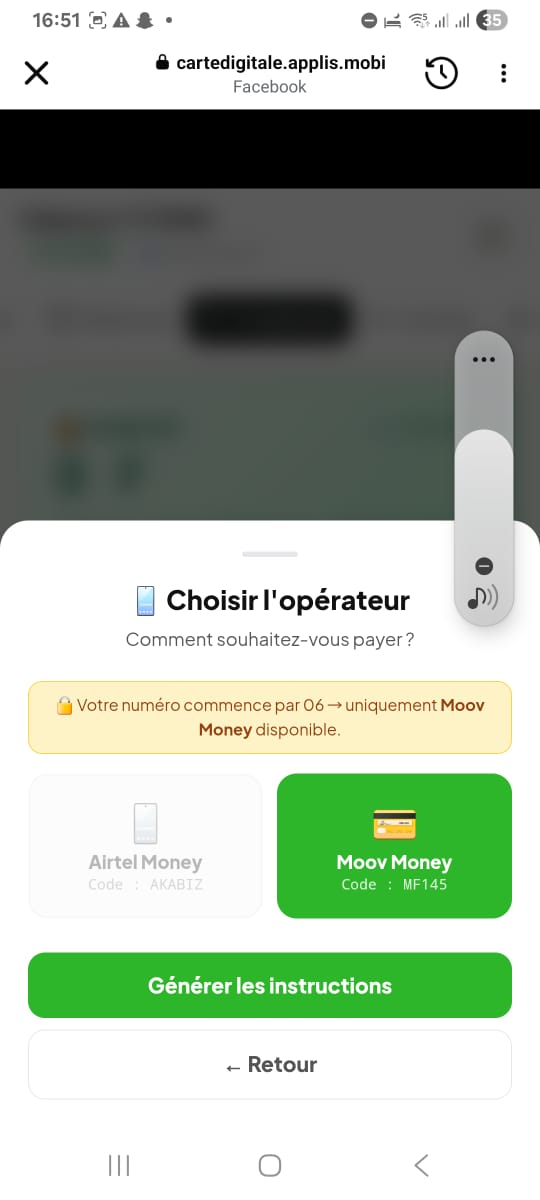 16:51
35
cartedigitale.applis.mobi
Facebook
Choisir l'opérateur
Comment souhaitez-vous payer ?
Votre numéro commence par 06 → uniquement Moov
Money disponible.
Airtel Money
Code : AKABIZ
Moov Money
Code : MF145
Générer les instructions
← Retour